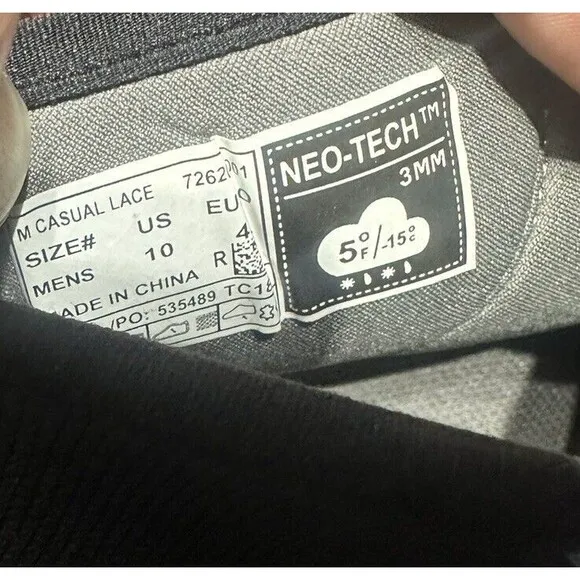 M CASUAL LACE
SIZE# US
MENS 10 R
MADE IN CHINA
/PO: 535489
NEO-TECH™
3MM
5°F/-15°C